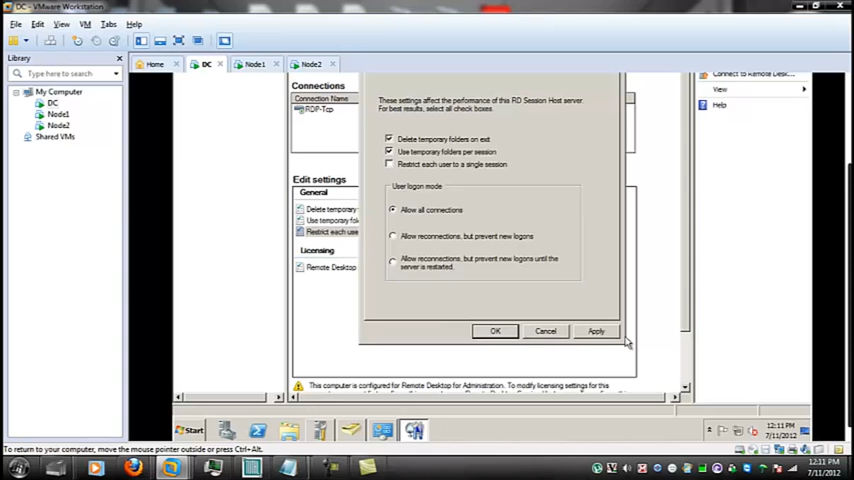 DC - VMware Workstation
File Edit View VM Tabs Help
Library
Type here to search
My Computer
DC
Node1
Node2
Shared VMs
Home DC Node1 Node2
Connections
Connection Name
RDP-Tcp
Edit settings
General
Delete temporary
Use temporary fol
Restrict each use
Licensing
Remote Desktop
These settings affect the performance of this RD Session Host server.
For best results, select all check boxes.
Delete temporary folders on exit
Use temporary folders per session
Restrict each user to a single session
User logon mode
Allow all connections
Allow reconnections, but prevent new logons
Allow reconnections, but prevent new logons until the
server is restarted.
OK Cancel Apply
This computer is configured for Remote Desktop for Administration. To modify licensing settings for this
Connect to Remote Desk...
View
Help
Start
12:11 PM
7/11/2012
To return to your computer, move the mouse pointer outside or press Ctrl+Alt.
12:11 PM
7/11/2012